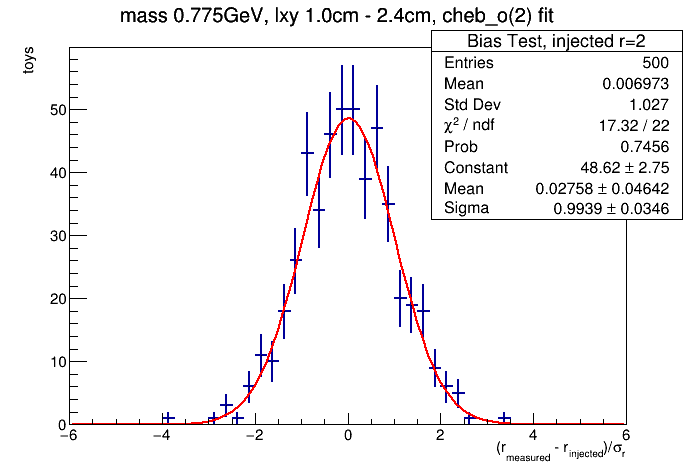 mass 0.775GeV, lxy 1.0cm - 2.4cm, cheb_o(2) fit
toys
Bias Test, injected r=2
Entries 500
Mean 0.006973
Std Dev 1.027
χ² / ndf 17.32 / 22
Prob 0.7456
Constant 48.62 ± 2.75
Mean 0.02758 ± 0.04642
Sigma 0.9939 ± 0.0346
50
40
30
20
10
0
−6 −4 −2 0 2 4 6
(r_measured - r_injected)/σ_r